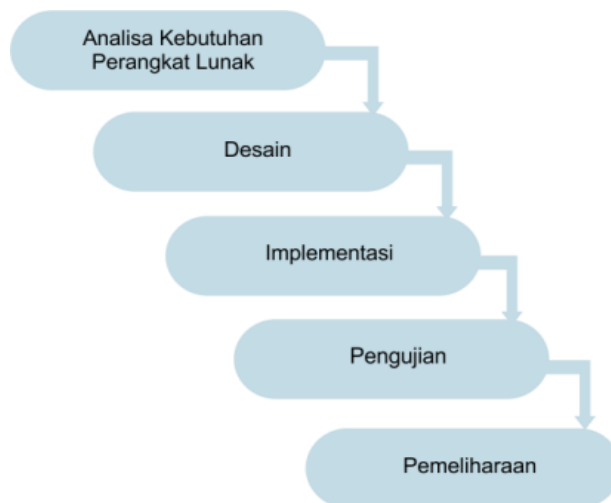 Analisa Kebutuhan
Perangkat Lunak
Desain
Implementasi
Pengujian
Pemeliharaan